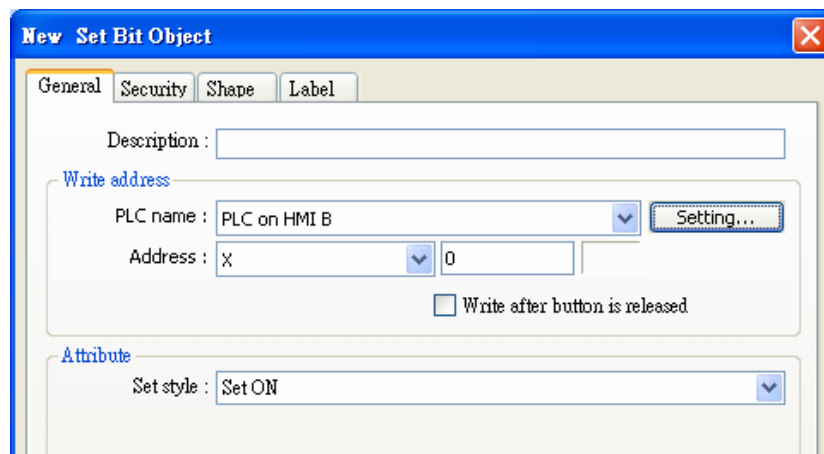 New Set Bit Object
General Security Shape Label
Description :
Write address
PLC name : PLC on HMI B Setting...
Address : X 0
Write after button is released
Attribute
Set style : Set ON